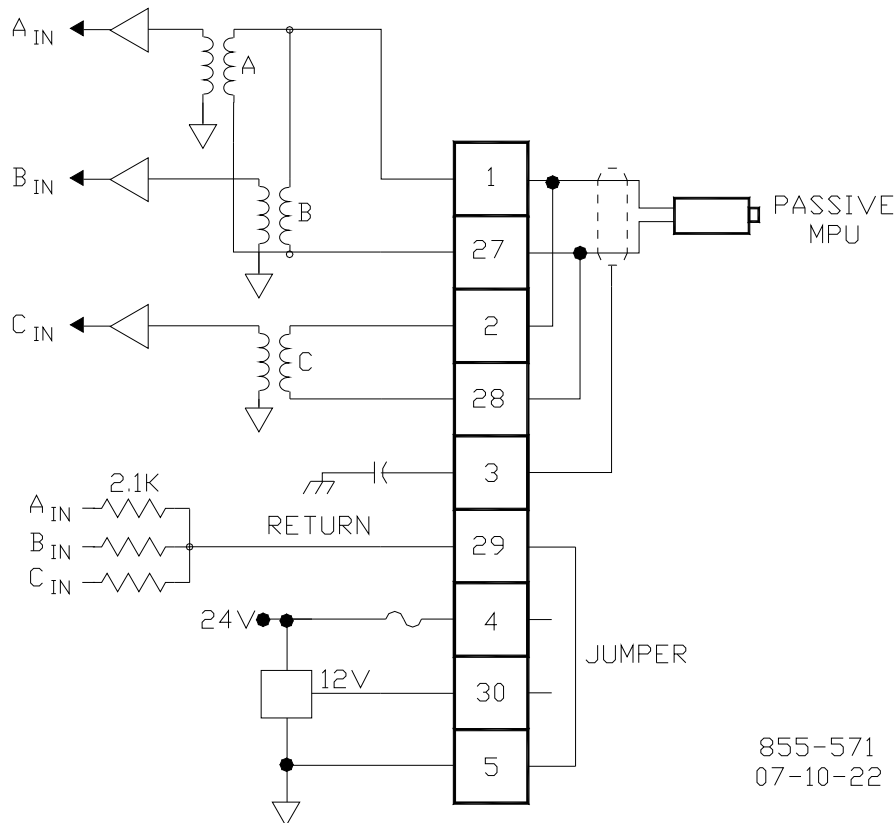 A IN
A
1
PASSIVE
MPU
B IN
B
27
C IN
2
C
28
3
2.1K
A IN
RETURN
B IN
29
C IN
24V
4
JUMPER
12V
30
5
855-571
07-10-22